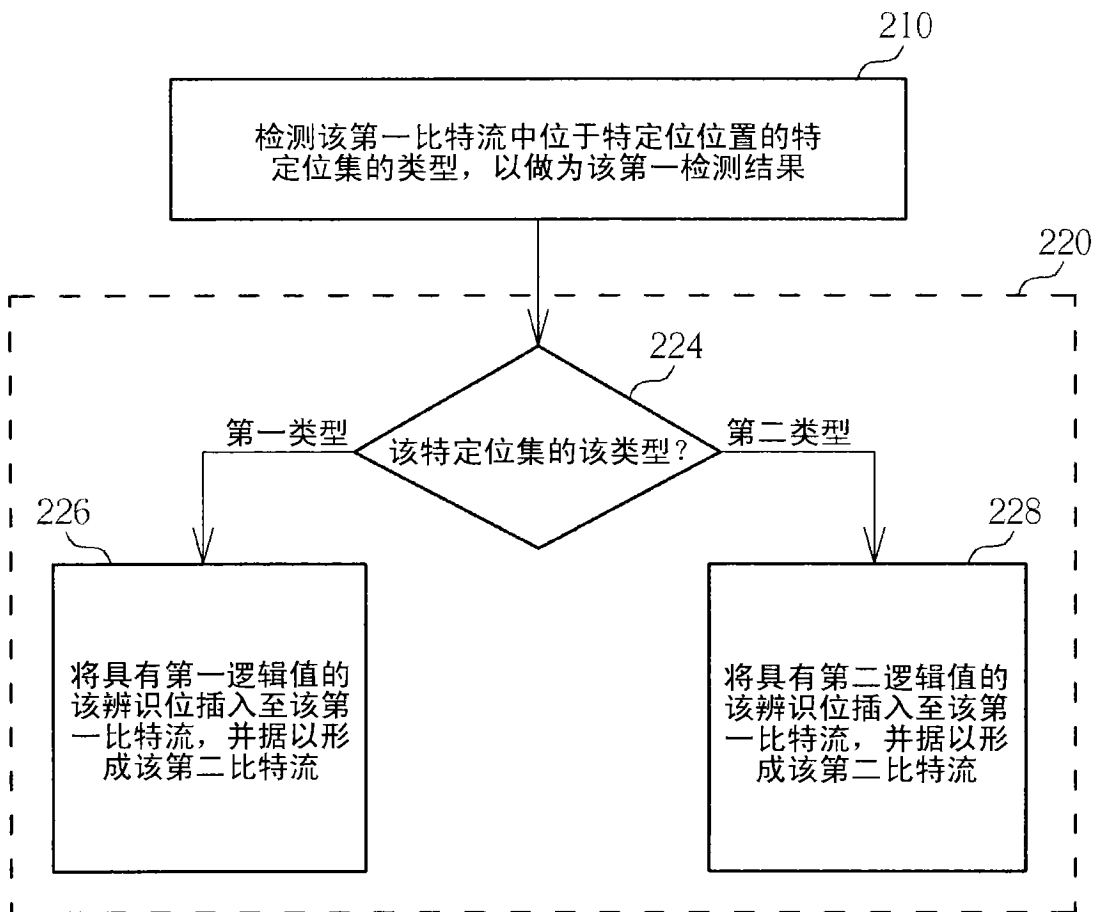 210
检测该第一比特流中位于特定位位置的特
定位集的类型，以做为该第一检测结果
220
224
第一类型
该特定位集的该类型？
第二类型
226
228
将具有第一逻辑值的
该辨识位插入至该第
一比特流，并据以形
成该第二比特流
将具有第二逻辑值的
该辨识位插入至该第
一比特流，并据以形
成该第二比特流